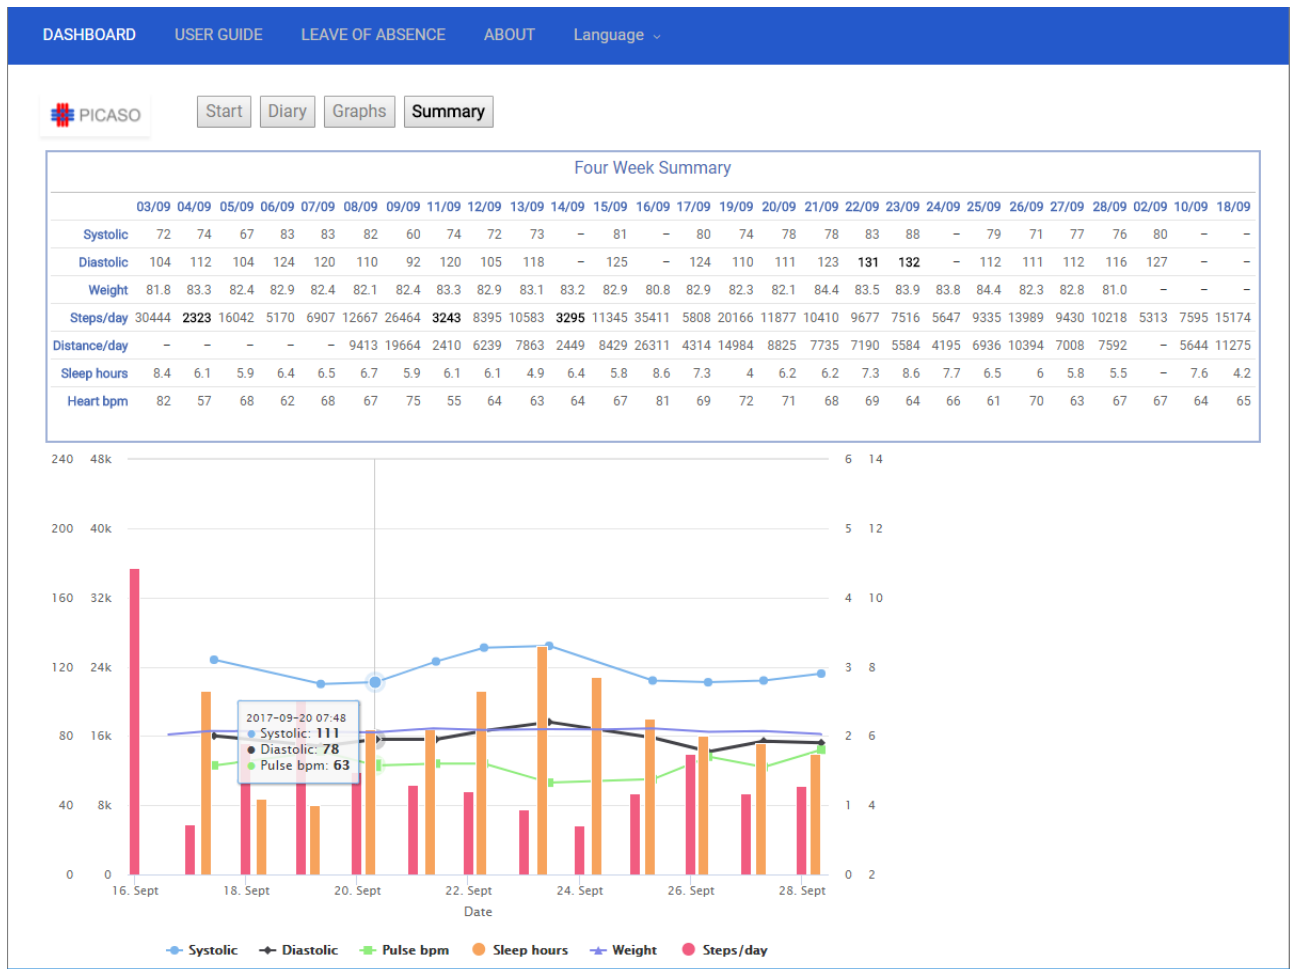 DASHBOARD USER GUIDE LEAVE OF ABSENCE ABOUT Language
PICASO Start Diary Graphs Summary
Four Week Summary
03/09 04/09 05/09 06/09 07/09 08/09 09/09 11/09 12/09 13/09 14/09 15/09 16/09 17/09 19/09 20/09 21/09 22/09 23/09 24/09 25/09 26/09 27/09 28/09 02/09 10/09 18/09
Systolic 72 74 67 83 83 82 60 74 72 73 – 81 – 80 74 78 78 83 88 – 79 71 77 76 80 – –
Diastolic 104 112 104 124 120 110 92 120 105 118 – 125 – 124 110 111 123 131 132 – 112 111 112 116 127 – –
Weight 81.8 83.3 82.4 82.9 82.4 82.1 82.4 83.3 82.9 83.1 83.2 82.9 80.8 82.9 82.3 82.1 84.4 83.5 83.9 83.8 84.4 82.3 82.8 81.0 – – –
Steps/day 30444 2323 16042 5170 6907 12667 26464 3243 8395 10583 3295 11345 35411 5808 20166 11877 10410 9677 7516 5647 9335 13989 9430 10218 5313 7595 15174
Distance/day – – – – – 9413 19664 2410 6239 7863 2449 8429 26311 4314 14984 8825 7735 7190 5584 4195 6936 10394 7008 7592 – 5644 11275
Sleep hours 8.4 6.1 5.9 6.4 6.5 6.7 5.9 6.1 6.1 4.9 6.4 5.8 8.6 7.3 4 6.2 6.2 7.3 8.6 7.7 6.5 6 5.8 5.5 – 7.6 4.2
Heart bpm 82 57 68 62 68 67 75 55 64 63 64 67 81 69 72 71 68 69 64 66 61 70 63 67 67 64 65
240 48k 6 14
200 40k 5 12
160 32k 4 10
120 24k 3 8
2017-09-20 07:48
Systolic: 111
80 16k 2 6
Diastolic: 78
Pulse bpm: 63
40 8k 1 4
0 0 0 2
16. Sept 18. Sept 20. Sept 22. Sept 24. Sept 26. Sept 28. Sept
Date
Systolic Diastolic Pulse bpm Sleep hours Weight Steps/day